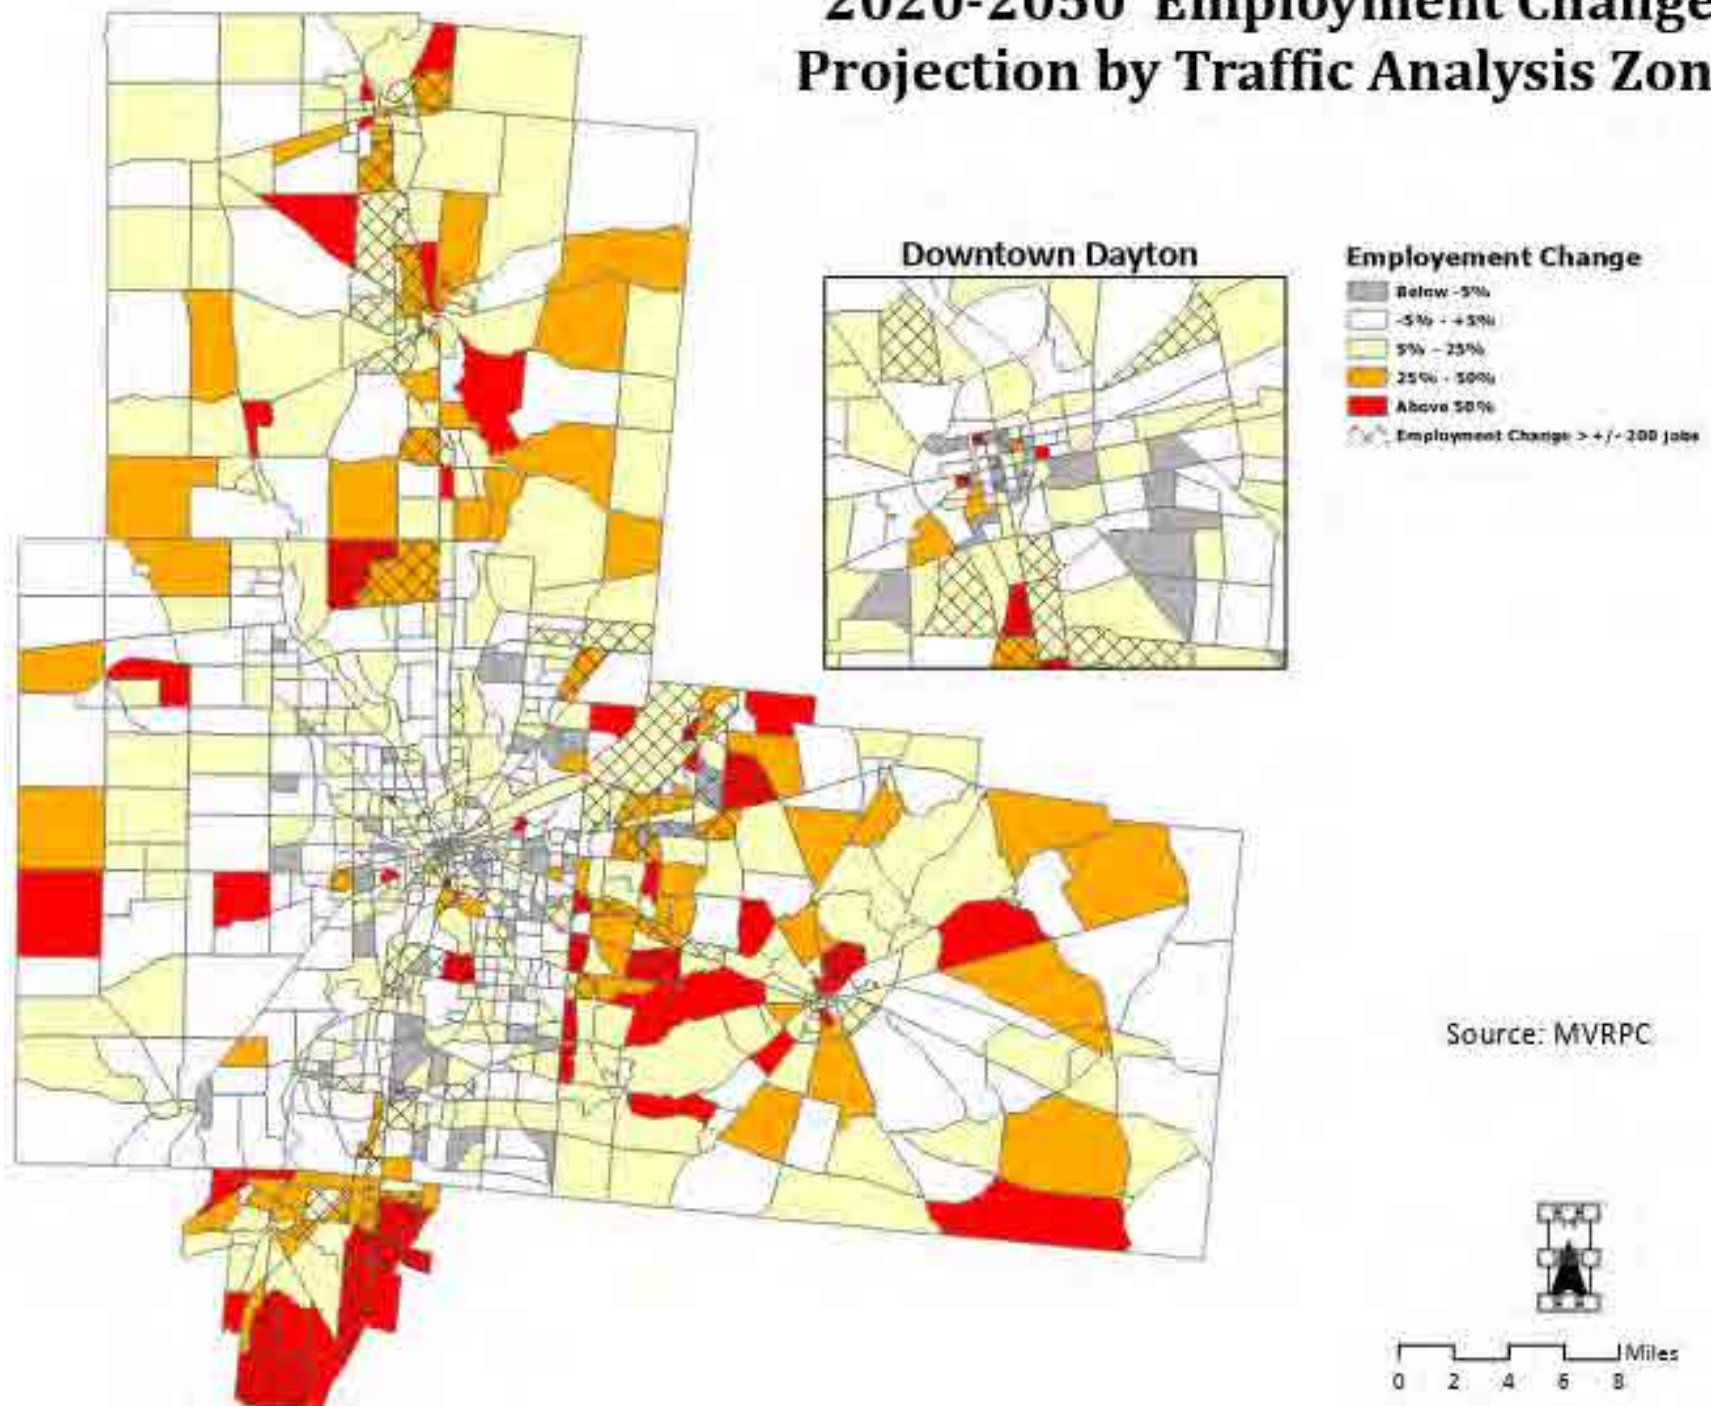 2020-2050 Employment Change
Projection by Traffic Analysis Zon
Downtown Dayton
Employement Change
Below -5%
-5% - +5%
5% - 25%
25% - 50%
Above 50%
Employment Change > +/- 200 Jobs
Source: MVRPC
Miles
0 2 4 6 8